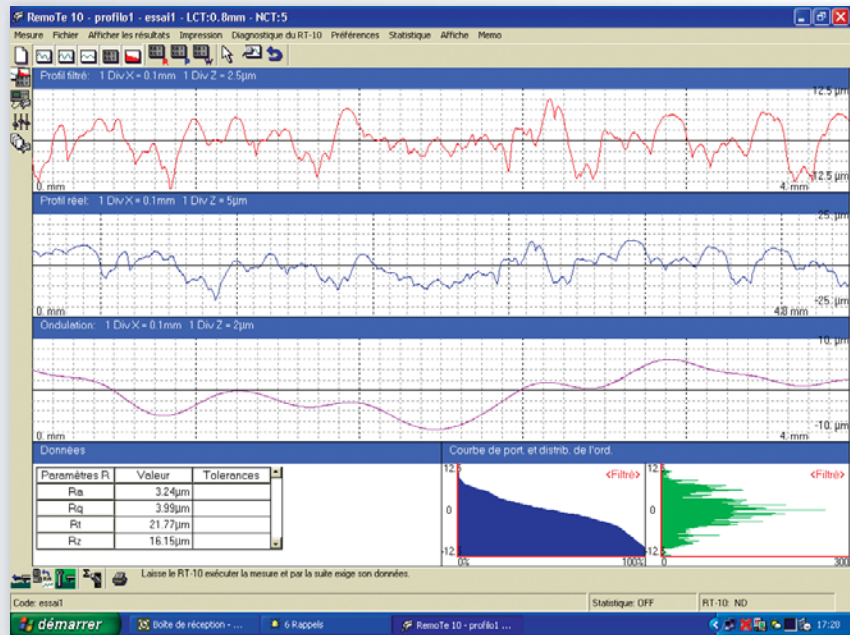 RemoTe 10 - profilo1 - essai1 - LCT:0.8mm - NCT:5
Mesure Fichier Afficher les résultats Impression Diagnostique du RT-10 Préférences Statistique Affiche Memo
Profil filtré: 1 Div X = 0.1mm 1 Div Z = 2.5µm
12.5 µm
-12.5 µm
0. mm
4. mm
Profil réel: 1 Div X = 0.1mm 1 Div Z = 5µm
25. µm
-25. µm
0. mm
4.8 mm
Ondulation: 1 Div X = 0.1mm 1 Div Z = 2µm
10. µm
-10. µm
0. mm
4. mm
Données
Paramètres R Valeur Tolerances
Ra 3.24µm
Rq 3.99µm
Rt 21.77µm
Rz 16.15µm
Courbe de port. et distrib. de l'ord.
12.5
<Filtré>
0
-12.5
0%
100%
12.5
<Filtré>
0
-12.5
0
300
Laisse le RT-10 exécuter la mesure et par la suite exige son données.
Code: essai1
Statistique: OFF
RT-10: ND
démarrer
Boîte de réception - ...
6 Rappels
RemoTe 10 - profilo1 ...
17:28